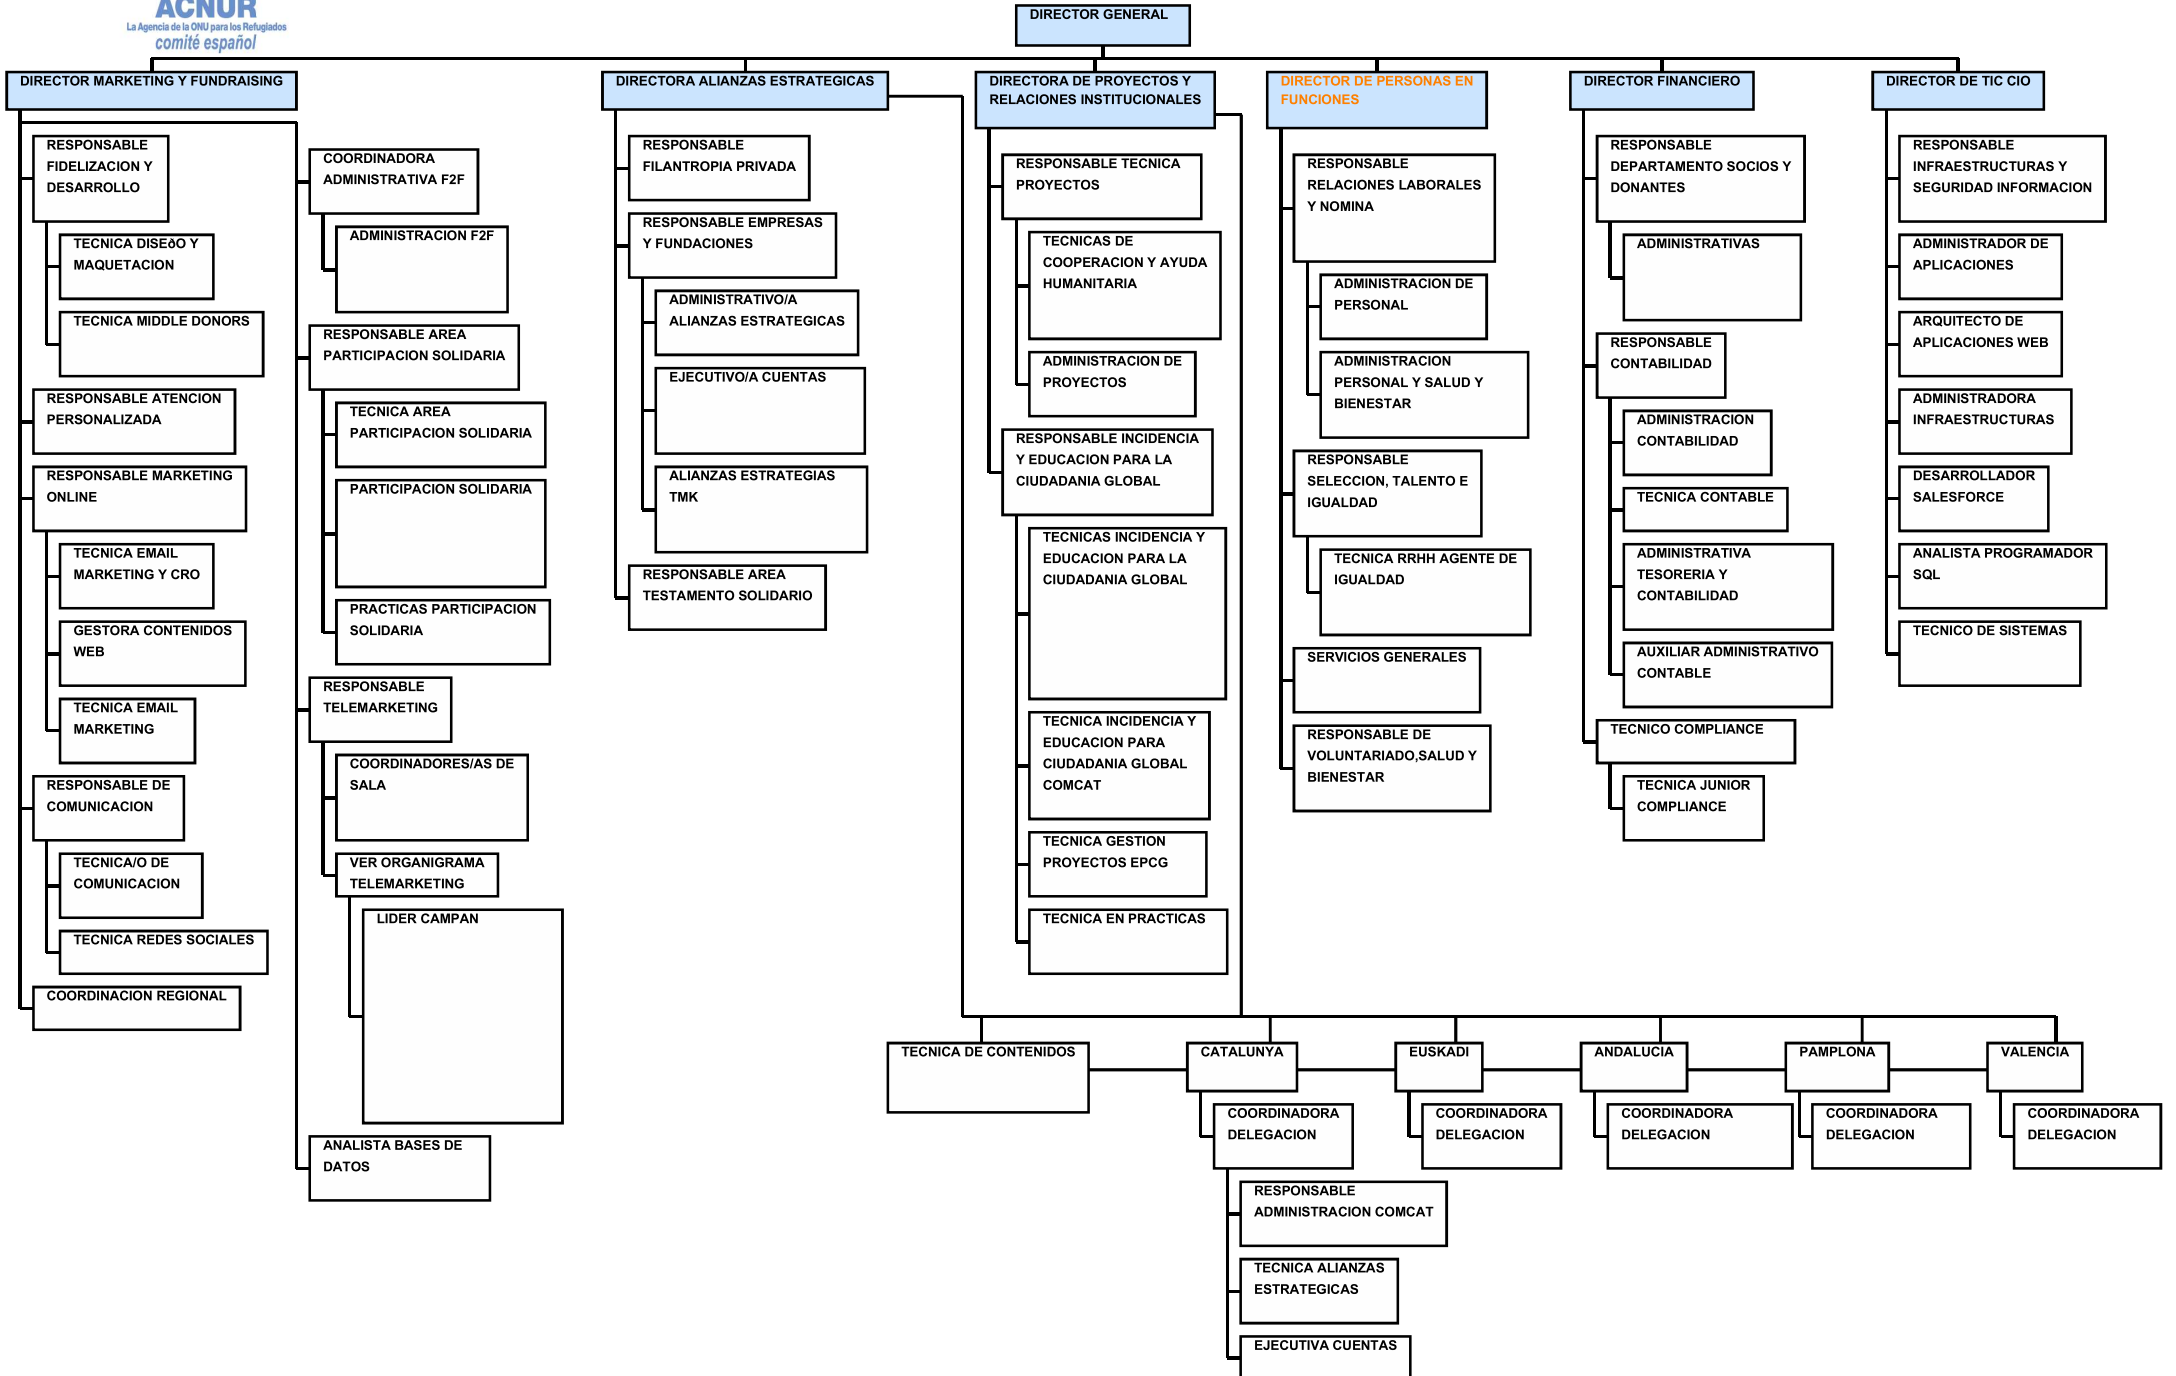 ACNUR
La Agencia de la ONU para los Refugiados
comité español
DIRECTOR GENERAL
DIRECTOR MARKETING Y FUNDRAISING
RESPONSABLE
FIDELIZACION Y
DESARROLLO
TECNICA DISEðO Y
MAQUETACION
TECNICA MIDDLE DONORS
RESPONSABLE ATENCION
PERSONALIZADA
RESPONSABLE MARKETING
ONLINE
TECNICA EMAIL
MARKETING Y CRO
GESTORA CONTENIDOS
WEB
TECNICA EMAIL
MARKETING
RESPONSABLE DE
COMUNICACION
TECNICA/O DE
COMUNICACION
TECNICA REDES SOCIALES
COORDINACION REGIONAL
COORDINADORA
ADMINISTRATIVA F2F
ADMINISTRACION F2F
RESPONSABLE AREA
PARTICIPACION SOLIDARIA
TECNICA AREA
PARTICIPACION SOLIDARIA
PARTICIPACION SOLIDARIA
PRACTICAS PARTICIPACION
SOLIDARIA
RESPONSABLE
TELEMARKETING
COORDINADORES/AS DE
SALA
VER ORGANIGRAMA
TELEMARKETING
LIDER CAMPAN
ANALISTA BASES DE
DATOS
DIRECTORA ALIANZAS ESTRATEGICAS
RESPONSABLE
FILANTROPIA PRIVADA
RESPONSABLE EMPRESAS
Y FUNDACIONES
ADMINISTRATIVO/A
ALIANZAS ESTRATEGICAS
EJECUTIVO/A CUENTAS
ALIANZAS ESTRATEGIAS
TMK
RESPONSABLE AREA
TESTAMENTO SOLIDARIO
DIRECTORA DE PROYECTOS Y
RELACIONES INSTITUCIONALES
RESPONSABLE TECNICA
PROYECTOS
TECNICAS DE
COOPERACION Y AYUDA
HUMANITARIA
ADMINISTRACION DE
PROYECTOS
RESPONSABLE INCIDENCIA
Y EDUCACION PARA LA
CIUDADANIA GLOBAL
TECNICAS INCIDENCIA Y
EDUCACION PARA LA
CIUDADANIA GLOBAL
TECNICA INCIDENCIA Y
EDUCACION PARA
CIUDADANIA GLOBAL
COMCAT
TECNICA GESTION
PROYECTOS EPCG
TECNICA EN PRACTICAS
DIRECTOR DE PERSONAS EN
FUNCIONES
RESPONSABLE
RELACIONES LABORALES
Y NOMINA
ADMINISTRACION DE
PERSONAL
ADMINISTRACION
PERSONAL Y SALUD Y
BIENESTAR
RESPONSABLE
SELECCION, TALENTO E
IGUALDAD
TECNICA RRHH AGENTE DE
IGUALDAD
SERVICIOS GENERALES
RESPONSABLE DE
VOLUNTARIADO,SALUD Y
BIENESTAR
DIRECTOR FINANCIERO
RESPONSABLE
DEPARTAMENTO SOCIOS Y
DONANTES
ADMINISTRATIVAS
RESPONSABLE
CONTABILIDAD
ADMINISTRACION
CONTABILIDAD
TECNICA CONTABLE
ADMINISTRATIVA
TESORERIA Y
CONTABILIDAD
AUXILIAR ADMINISTRATIVO
CONTABLE
TECNICO COMPLIANCE
TECNICA JUNIOR
COMPLIANCE
DIRECTOR DE TIC CIO
RESPONSABLE
INFRAESTRUCTURAS Y
SEGURIDAD INFORMACION
ADMINISTRADOR DE
APLICACIONES
ARQUITECTO DE
APLICACIONES WEB
ADMINISTRADORA
INFRAESTRUCTURAS
DESARROLLADOR
SALESFORCE
ANALISTA PROGRAMADOR
SQL
TECNICO DE SISTEMAS
TECNICA DE CONTENIDOS
CATALUNYA
COORDINADORA
DELEGACION
RESPONSABLE
ADMINISTRACION COMCAT
TECNICA ALIANZAS
ESTRATEGICAS
EJECUTIVA CUENTAS
EUSKADI
COORDINADORA
DELEGACION
ANDALUCIA
COORDINADORA
DELEGACION
PAMPLONA
COORDINADORA
DELEGACION
VALENCIA
COORDINADORA
DELEGACION